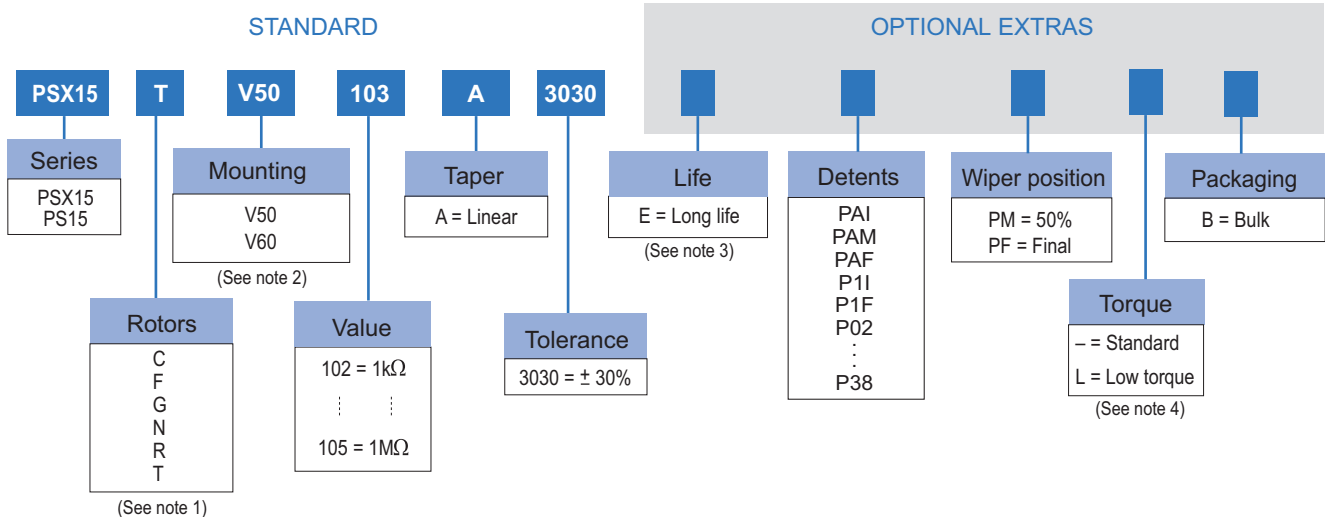 STANDARD
OPTIONAL EXTRAS
PSX15 T V50 103 A 3030
Series
PSX15
PS15
Mounting
V50
V60
(See note 2)
Taper
A = Linear
Life
E = Long life
(See note 3)
Detents
PAI
PAM
PAF
P1I
P1F
P02
:
P38
Wiper position
PM = 50%
PF = Final
Packaging
B = Bulk
Rotors
C
F
G
N
R
T
(See note 1)
Value
102 = 1kΩ
105 = 1MΩ
Tolerance
3030 = ± 30%
Torque
– = Standard
L = Low torque
(See note 4)